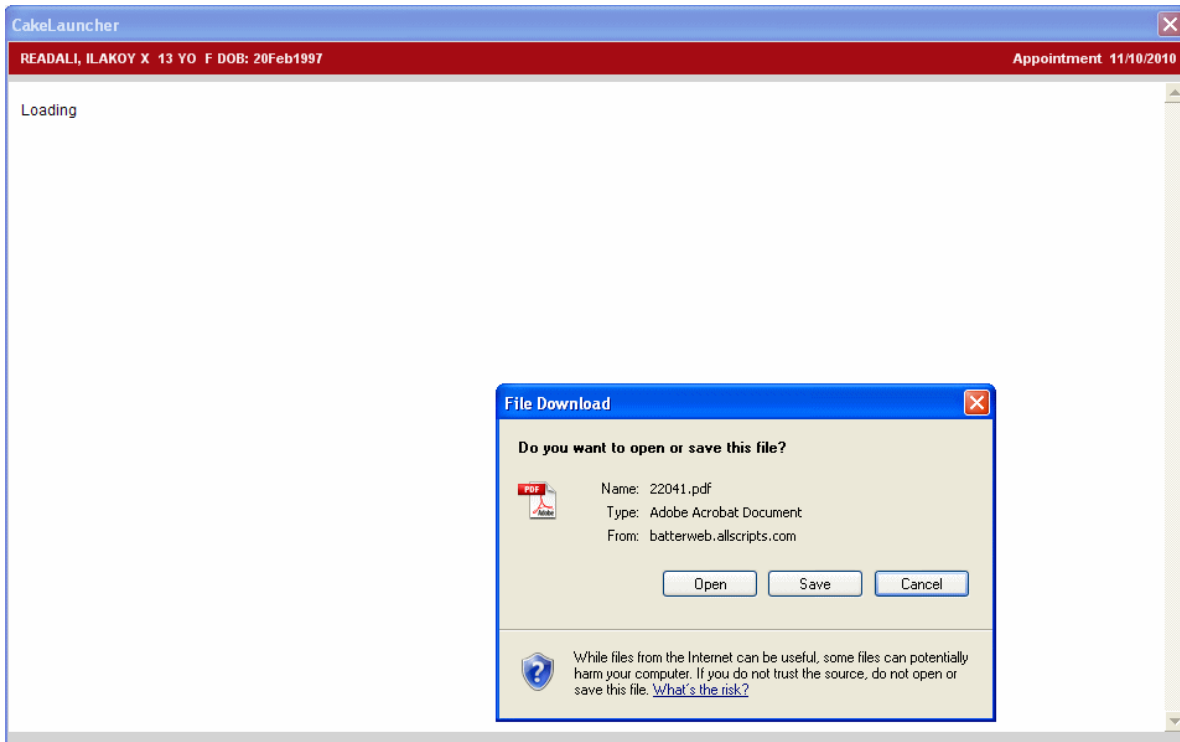 CakeLauncher
READALI, ILAKOY X 13 YO F DOB: 20Feb1997 Appointment 11/10/2010
Loading
File Download
Do you want to open or save this file?
PDF
Adobe
Name: 22041.pdf
Type: Adobe Acrobat Document
From: batterweb.allscripts.com
Open Save Cancel
While files from the Internet can be useful, some files can potentially
harm your computer. If you do not trust the source, do not open or
save this file. What's the risk?